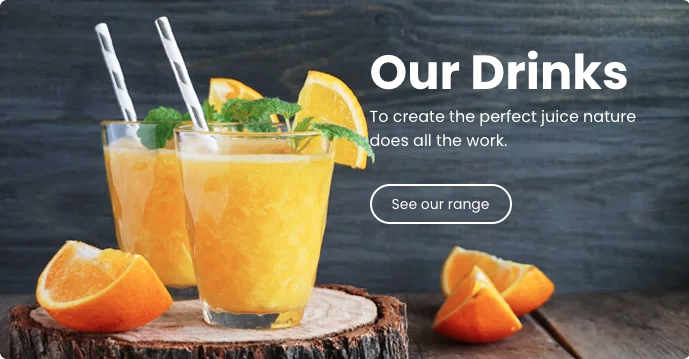 Our Drinks
To create the perfect juice nature
does all the work.
See our range